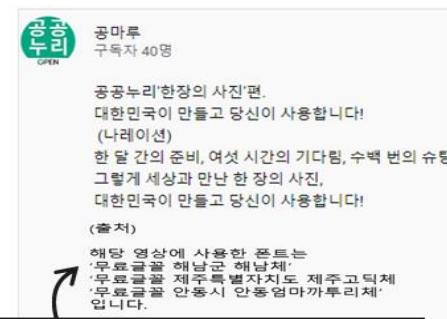 공공
누리
OPEN
공마루
구독자 40명
공공누리'한장의 사진'편.
대한민국이 만들고 당신이 사용합니다!
(나레이션)
한 달 간의 준비, 여섯 시간의 기다림, 수백 번의 슈팅
그렇게 세상과 만난 한 장의 사진,
대한민국이 만들고 당신이 사용합니다!
(출처)
해당 영상에 사용한 폰트는
'무료글꼴 해남군 해남체'
'무료글꼴 제주특별자치도 제주고딕체
'무료글꼴 안동시 안동엄마까투리체'
입니다.